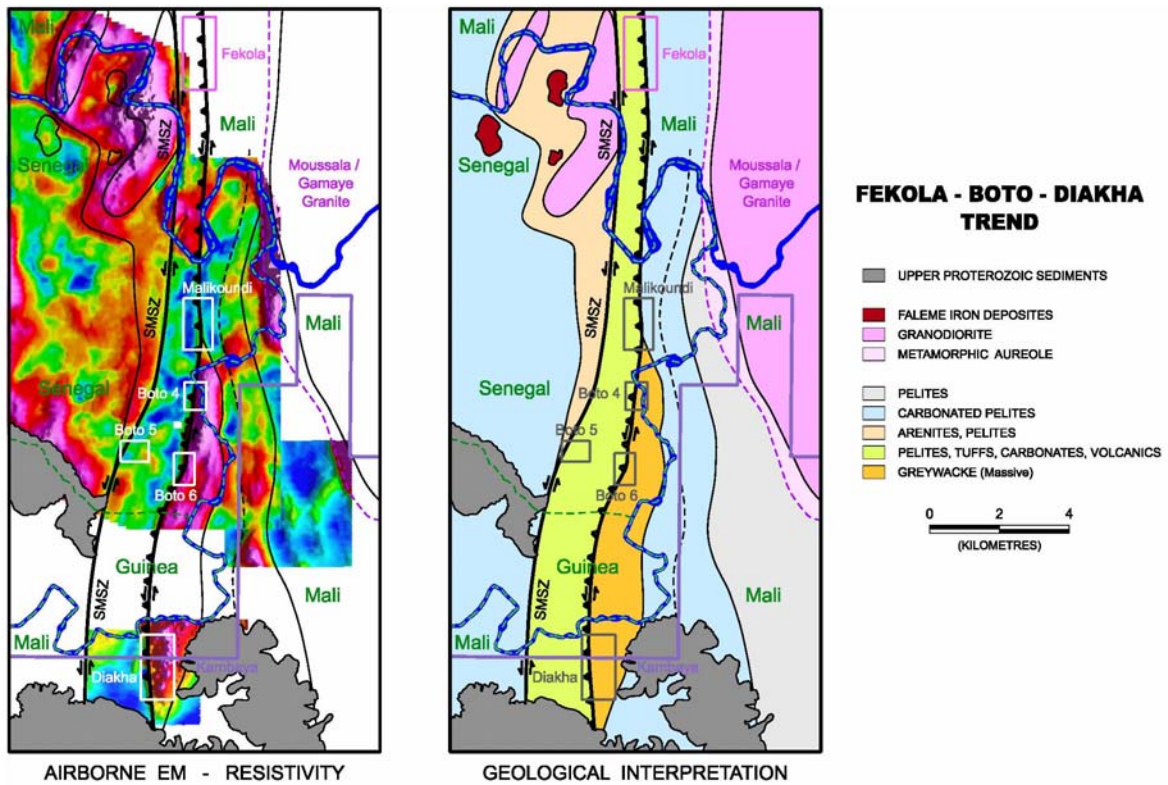 Mali
Fekola
SMSZ
Mali
Senegal
Moussala /
Gamaye
Granite
Malikoundi
SMSZ
Mali
Senegal
Boto 4
Boto 5
Boto 6
Guinea
SMSZ
Mali
Mali
Diakha
Kambaya
AIRBORNE EM - RESISTIVITY
Mali
Fekola
SMSZ
Mali
Senegal
Moussala /
Gamaye
Granite
Malikoundi
SMSZ
Mali
Senegal
Boto 4
Boto 5
Boto 6
Guinea
SMSZ
Mali
Mali
Diakha
Kambaya
GEOLOGICAL INTERPRETATION
FEKOLA - BOTO - DIAKHA
TREND
UPPER PROTEROZOIC SEDIMENTS
FALEME IRON DEPOSITES
GRANODIORITE
METAMORPHIC AUREOLE
PELITES
CARBONATED PELITES
ARENITES, PELITES
PELITES, TUFFS, CARBONATES, VOLCANICS
GREYWACKE (Massive)
0 2 4
(KILOMETRES)